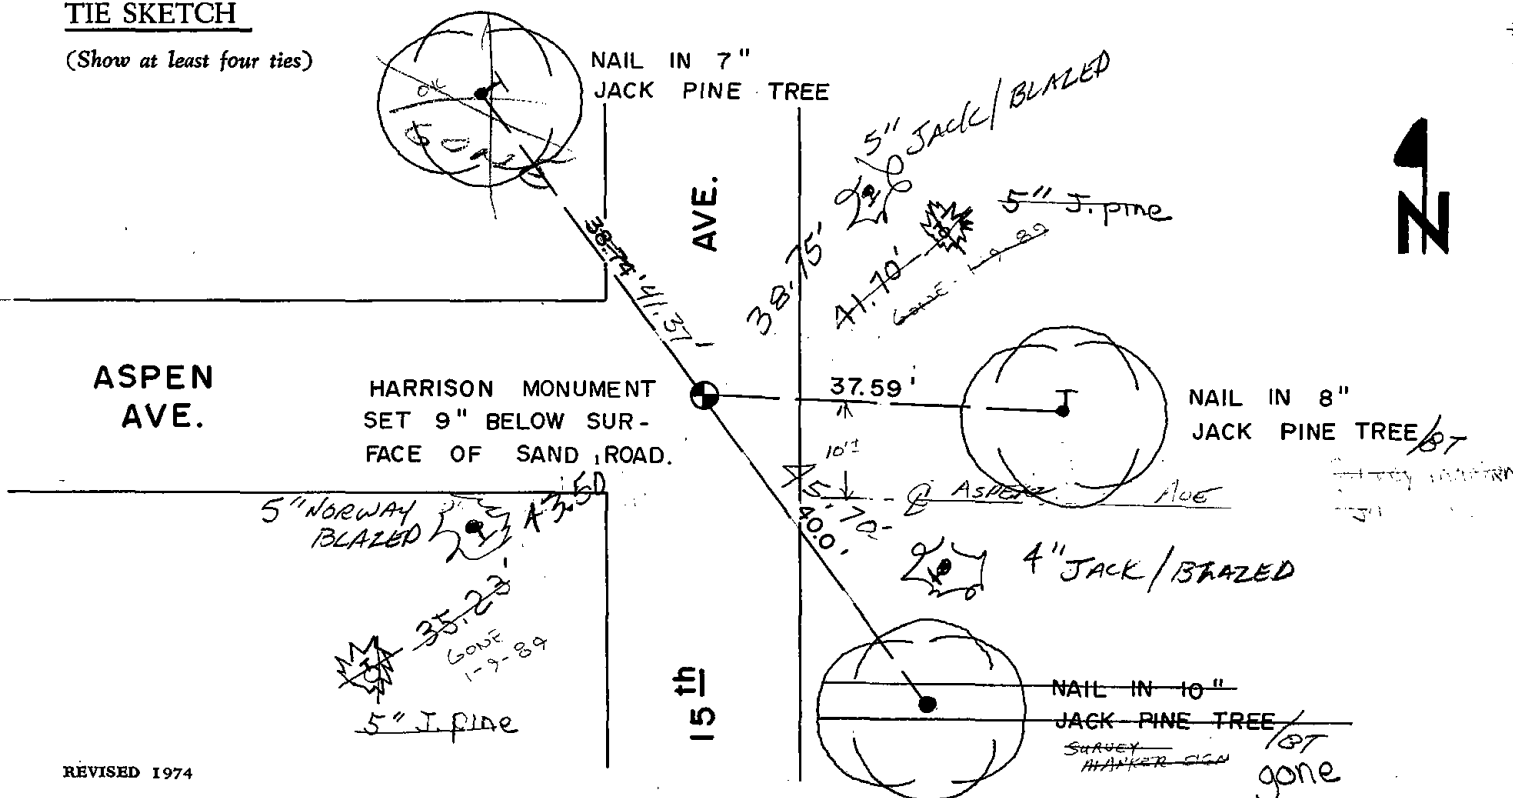 TIE SKETCH
(Show at least four ties)
NAIL IN 7"
JACK PINE TREE
OK
5" JACK/BLAZED
5" J. pine
AVE.
N
38.74'
41.37'
38.75'
41.70'
GONE. 1-9-89
ASPEN
AVE.
HARRISON MONUMENT
SET 9" BELOW SUR-
FACE OF SAND ROAD.
37.59'
NAIL IN 8"
JACK PINE TREE/BT
10'±
℄ ASPEN AVE
5" NORWAY
BLAZED
40.0'
4" JACK/BLAZED
35.23'
GONE
1-9-89
5" J. pine
15th
NAIL IN 10"
JACK PINE TREE/BT
SURVEY
MARKER SIGN
gone
REVISED 1974